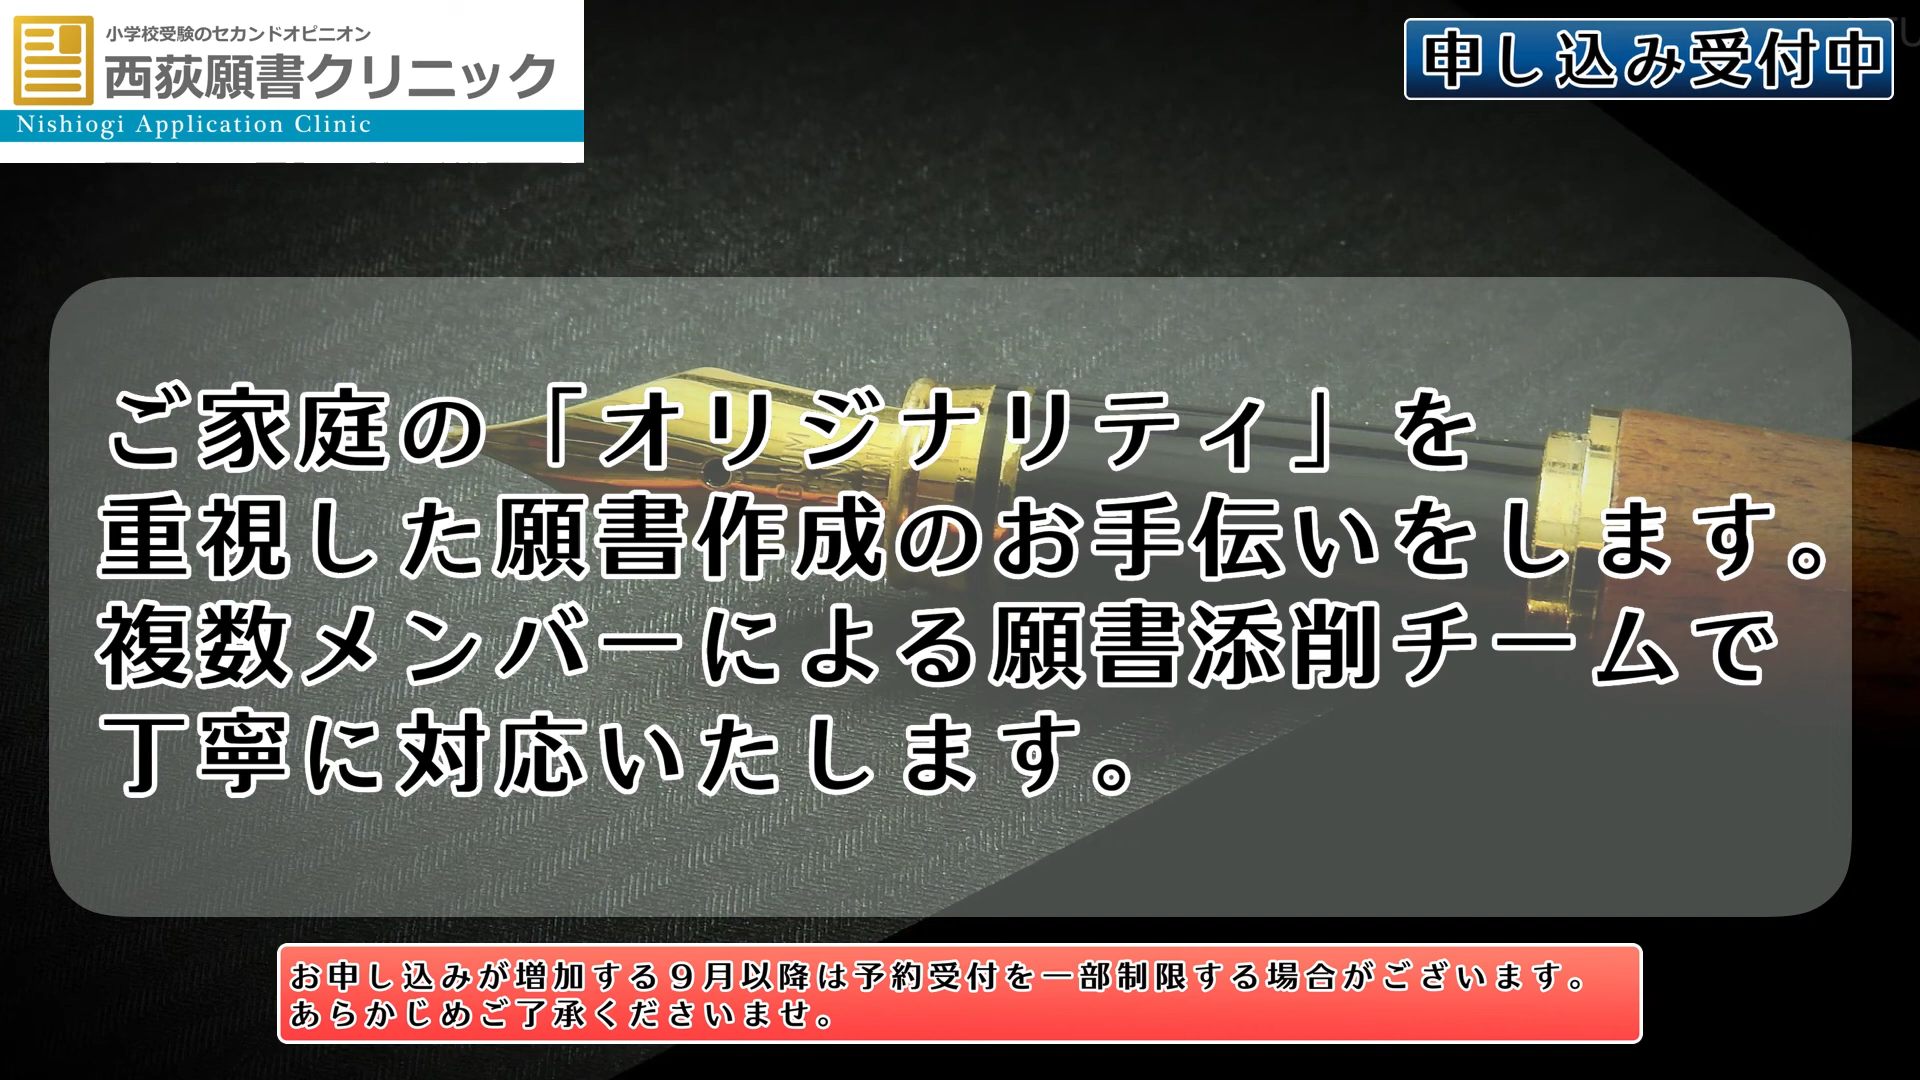 小学校受験のセカンドオピニオン
西荻願書クリニック
Nishiogi Application Clinic
申し込み受付中
ご家庭の「オリジナリティ」を
重視した願書作成のお手伝いをします。
複数メンバーによる願書添削チームで
丁寧に対応いたします。
お申し込みが増加する９月以降は予約受付を一部制限する場合がございます。
あらかじめご了承くださいませ。